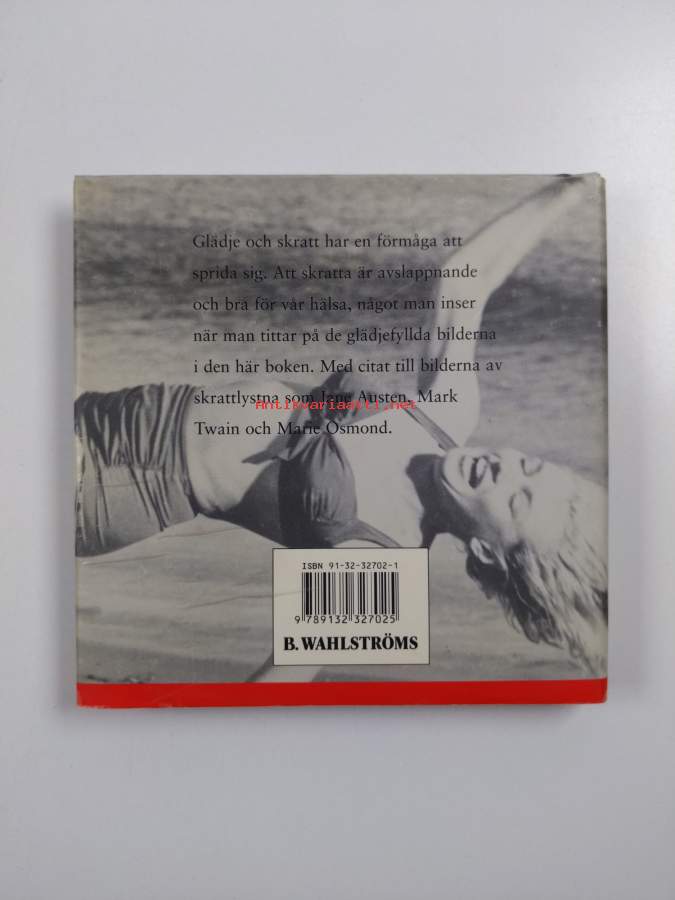 Glädje och skratt har en förmåga att
sprida sig. Att skratta är avslappnande
och bra för vår hälsa, något man inser
när man tittar på de glädjefyllda bilderna
i den här boken. Med citat till bilderna av
skrattlystna som Jane Austen, Mark
Antikvariaatti.net
Twain och Marie Osmond.
ISBN 91-32-32702-1
9 789132 327025
B. WAHLSTRÖMS